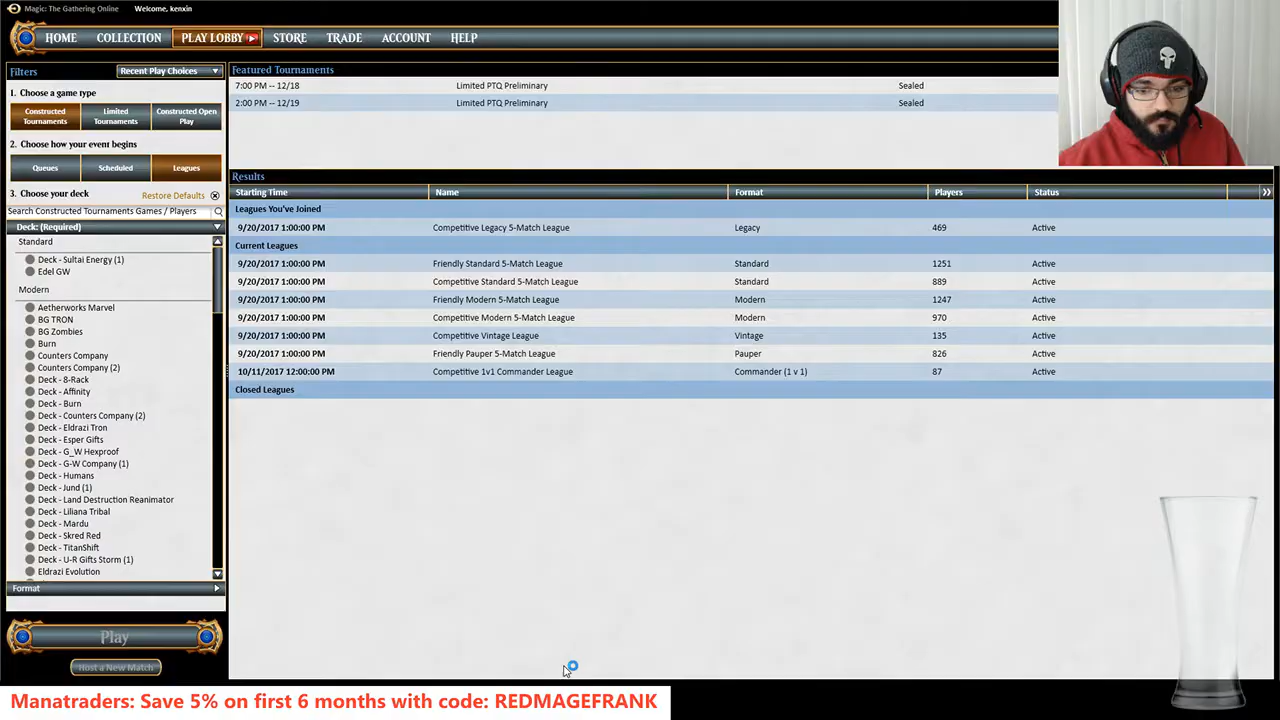 Magic: The Gathering Online Welcome, kenxin
HOME COLLECTION PLAY LOBBY STORE TRADE ACCOUNT HELP
Filters Recent Play Choices
1. Choose a game type
Constructed Tournaments Limited Tournaments Constructed Open Play
2. Choose how your event begins
Queues Scheduled Leagues
3. Choose your deck Restore Defaults
Search Constructed Tournaments Games / Players
Deck: (Required)
Standard
Deck - Sultai Energy (1)
Edel GW
Modern
Aetherworks Marvel
BG TRON
BG Zombies
Burn
Counters Company
Counters Company (2)
Deck - 8-Rack
Deck - Affinity
Deck - Burn
Deck - Counters Company (2)
Deck - Eldrazi Tron
Deck - Esper Gifts
Deck - G_W Hexproof
Deck - G-W Company (1)
Deck - Humans
Deck - Jund (1)
Deck - Land Destruction Reanimator
Deck - Liliana Tribal
Deck - Mardu
Deck - Skred Red
Deck - TitanShift
Deck - U-R Gifts Storm (1)
Eldrazi Evolution
Format
Play
Host a New Match
Featured Tournaments
7:00 PM -- 12/18 Limited PTQ Preliminary Sealed
2:00 PM -- 12/19 Limited PTQ Preliminary Sealed
Results
Starting Time Name Format Players Status
Leagues You've Joined
9/20/2017 1:00:00 PM Competitive Legacy 5-Match League Legacy 469 Active
Current Leagues
9/20/2017 1:00:00 PM Friendly Standard 5-Match League Standard 1251 Active
9/20/2017 1:00:00 PM Competitive Standard 5-Match League Standard 889 Active
9/20/2017 1:00:00 PM Friendly Modern 5-Match League Modern 1247 Active
9/20/2017 1:00:00 PM Competitive Modern 5-Match League Modern 970 Active
9/20/2017 1:00:00 PM Competitive Vintage League Vintage 135 Active
9/20/2017 1:00:00 PM Friendly Pauper 5-Match League Pauper 826 Active
10/11/2017 12:00:00 PM Competitive 1v1 Commander League Commander (1 v 1) 87 Active
Closed Leagues
Manatraders: Save 5% on first 6 months with code: REDMAGEFRANK